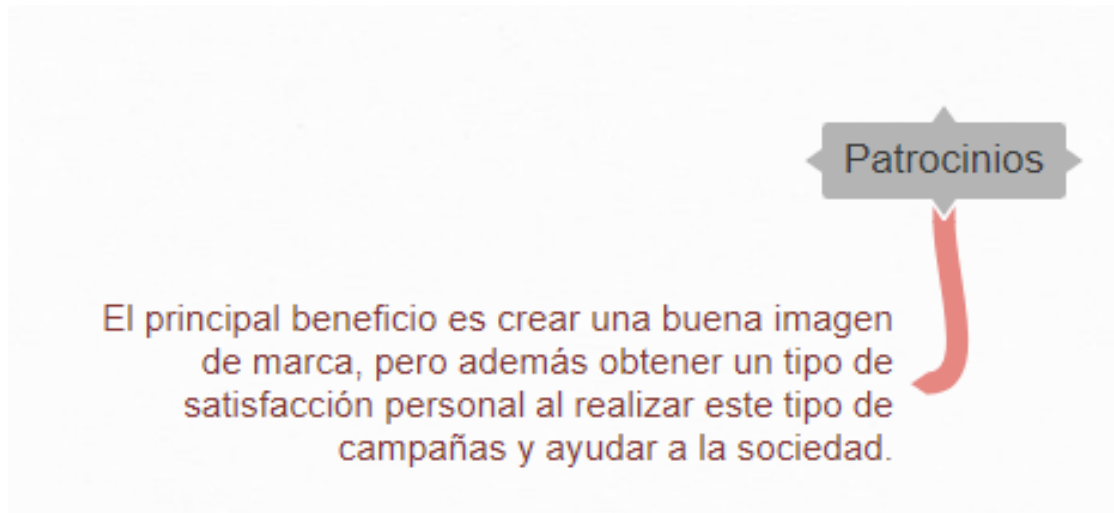 Patrocinios
El principal beneficio es crear una buena imagen
de marca, pero además obtener un tipo de
satisfacción personal al realizar este tipo de
campañas y ayudar a la sociedad.